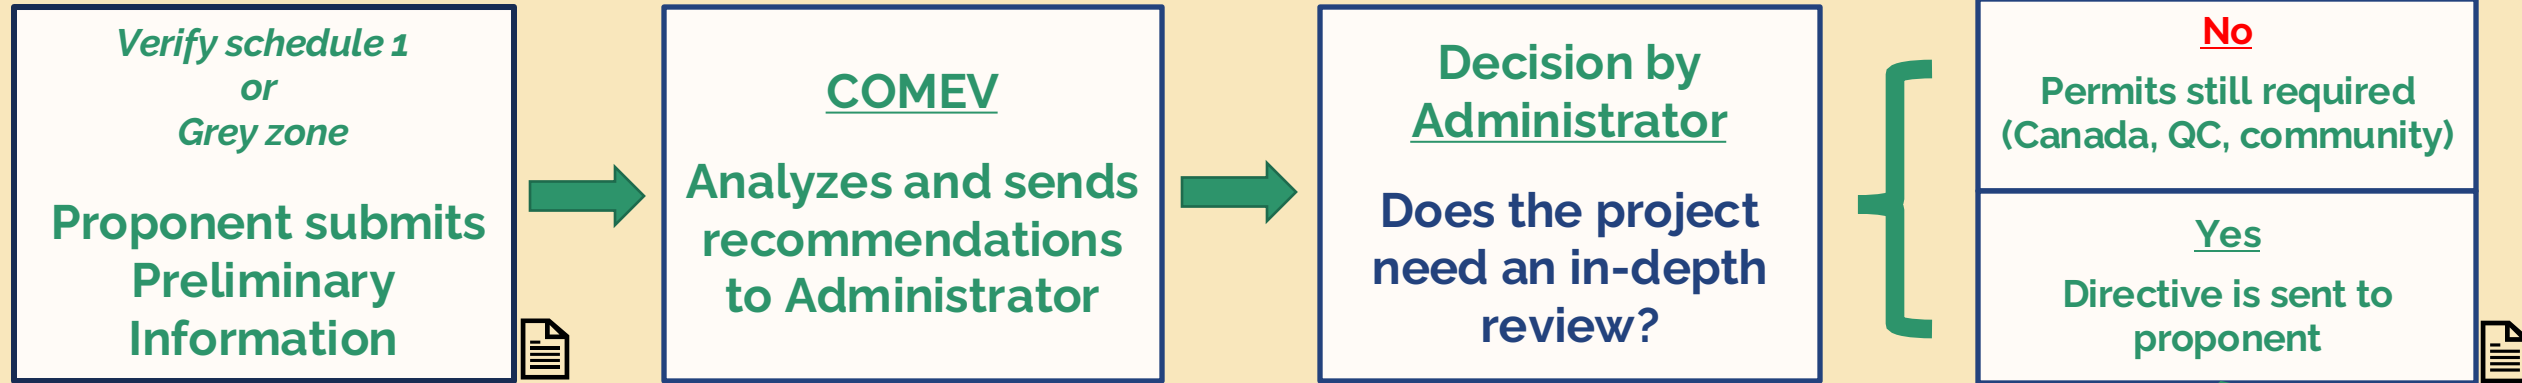 Verify schedule 1
or
Grey zone
Proponent submits
Preliminary
Information
COMEV
Analyzes and sends
recommendations
to Administrator
Decision by
Administrator
Does the project
need an in-depth
review?
No
Permits still required
(Canada, QC, community)
Yes
Directive is sent to
proponent